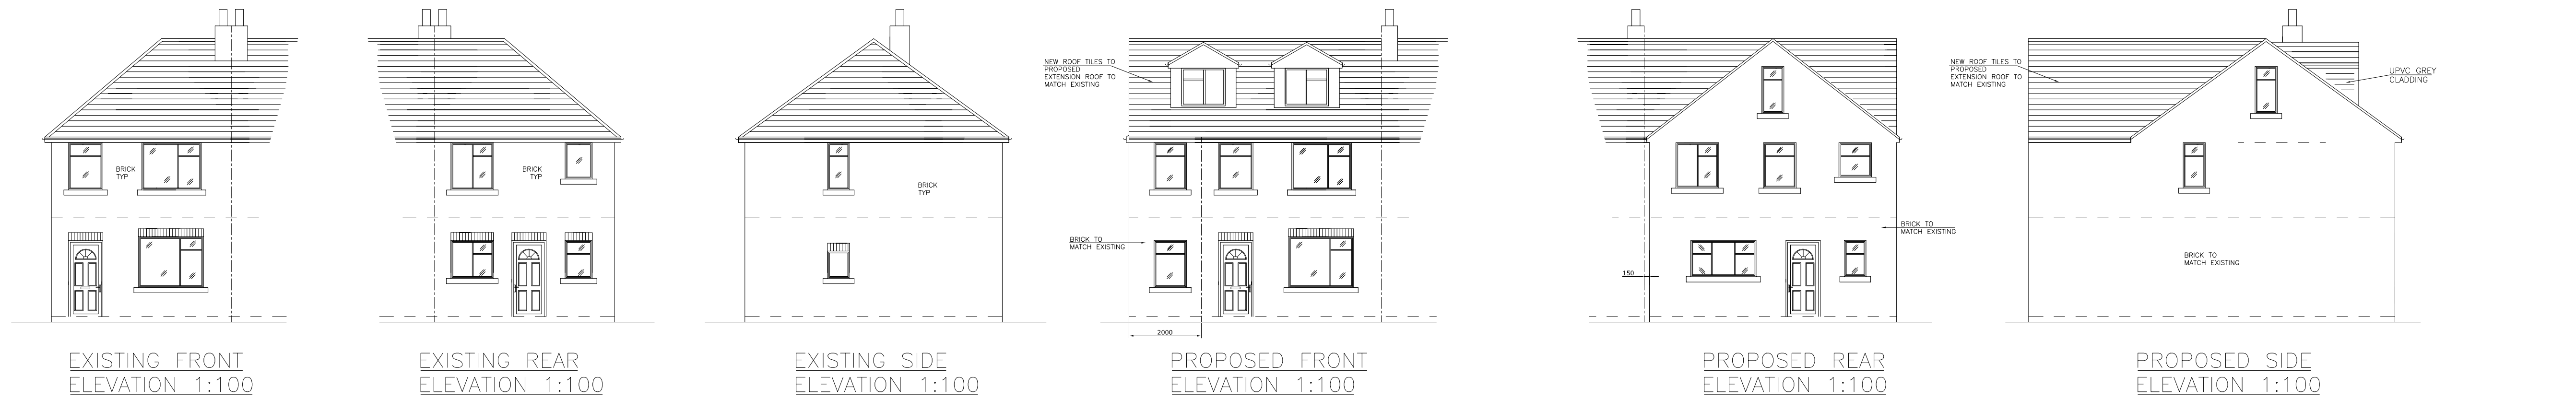 BRICK
TYP
EXISTING FRONT
ELEVATION 1:100
BRICK
TYP
EXISTING REAR
ELEVATION 1:100
BRICK
TYP
EXISTING SIDE
ELEVATION 1:100
NEW ROOF TILES TO
PROPOSED
EXTENSION ROOF TO
MATCH EXISTING
BRICK TO
MATCH EXISTING
2000
PROPOSED FRONT
ELEVATION 1:100
BRICK TO
MATCH EXISTING
150
PROPOSED REAR
ELEVATION 1:100
NEW ROOF TILES TO
PROPOSED
EXTENSION ROOF TO
MATCH EXISTING
UPVC GREY
CLADDING
BRICK TO
MATCH EXISTING
PROPOSED SIDE
ELEVATION 1:100